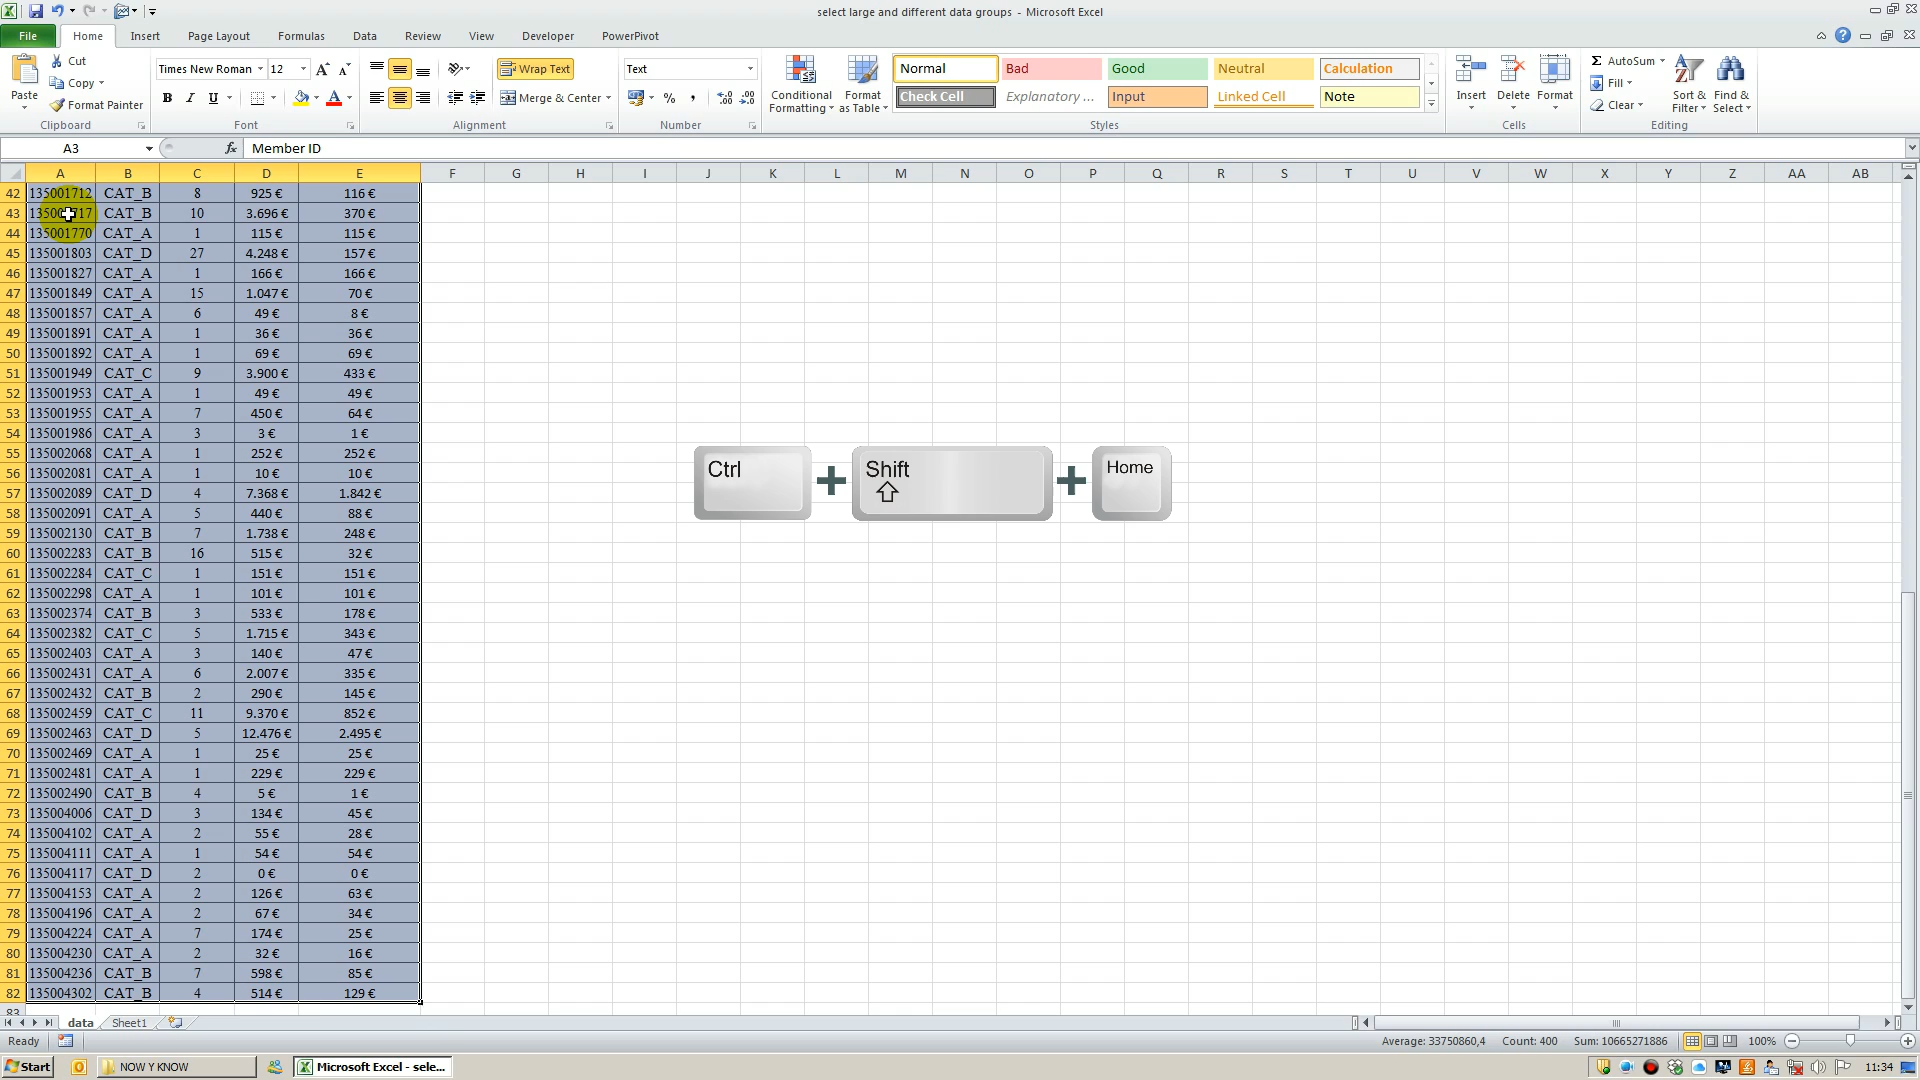 select large and different data groups - Microsoft Excel
File Home Insert Page Layout Formulas Data Review View Developer PowerPivot
Paste
Cut
Copy
Format Painter
Clipboard
Times New Roman 12
B I U A
Font
Wrap Text
Merge & Center
Alignment
Text
% , ,00 ,0
Number
Conditional Formatting
Format as Table
Normal Bad Good Neutral Calculation
Check Cell Explanatory ... Input Linked Cell Note
Styles
Insert Delete Format
Cells
Σ AutoSum
Fill
Clear
Sort & Filter
Find & Select
Editing
A3 fx Member ID
A B C D E F G H I J K L M N O P Q R S T U V W X Y Z AA AB
42 135001712 CAT_B 8 925 € 116 €
43 135001717 CAT_B 10 3.696 € 370 €
44 135001770 CAT_A 1 115 € 115 €
45 135001803 CAT_D 27 4.248 € 157 €
46 135001827 CAT_A 1 166 € 166 €
47 135001849 CAT_A 15 1.047 € 70 €
48 135001857 CAT_A 6 49 € 8 €
49 135001891 CAT_A 1 36 € 36 €
50 135001892 CAT_A 1 69 € 69 €
51 135001949 CAT_C 9 3.900 € 433 €
52 135001953 CAT_A 1 49 € 49 €
53 135001955 CAT_A 7 450 € 64 €
54 135001986 CAT_A 3 3 € 1 €
55 135002068 CAT_A 1 252 € 252 €
56 135002081 CAT_A 1 10 € 10 €
57 135002089 CAT_D 4 7.368 € 1.842 €
58 135002091 CAT_A 5 440 € 88 €
59 135002130 CAT_B 7 1.738 € 248 €
60 135002283 CAT_B 16 515 € 32 €
61 135002284 CAT_C 1 151 € 151 €
62 135002298 CAT_A 1 101 € 101 €
63 135002374 CAT_B 3 533 € 178 €
64 135002382 CAT_C 5 1.715 € 343 €
65 135002403 CAT_A 3 140 € 47 €
66 135002431 CAT_A 6 2.007 € 335 €
67 135002432 CAT_B 2 290 € 145 €
68 135002459 CAT_C 11 9.370 € 852 €
69 135002463 CAT_D 5 12.476 € 2.495 €
70 135002469 CAT_A 1 25 € 25 €
71 135002481 CAT_A 1 229 € 229 €
72 135002490 CAT_B 4 5 € 1 €
73 135004006 CAT_D 3 134 € 45 €
74 135004102 CAT_A 2 55 € 28 €
75 135004111 CAT_A 1 54 € 54 €
76 135004117 CAT_D 2 0 € 0 €
77 135004153 CAT_A 2 126 € 63 €
78 135004196 CAT_A 2 67 € 34 €
79 135004224 CAT_A 7 174 € 25 €
80 135004230 CAT_A 2 32 € 16 €
81 135004236 CAT_B 7 598 € 85 €
82 135004302 CAT_B 4 514 € 129 €
83
Ctrl + Shift + Home
data Sheet1
Ready Average: 33750860,4 Count: 400 Sum: 10665271886 100%
Start NOW Y KNOW Microsoft Excel - sele... 11:34